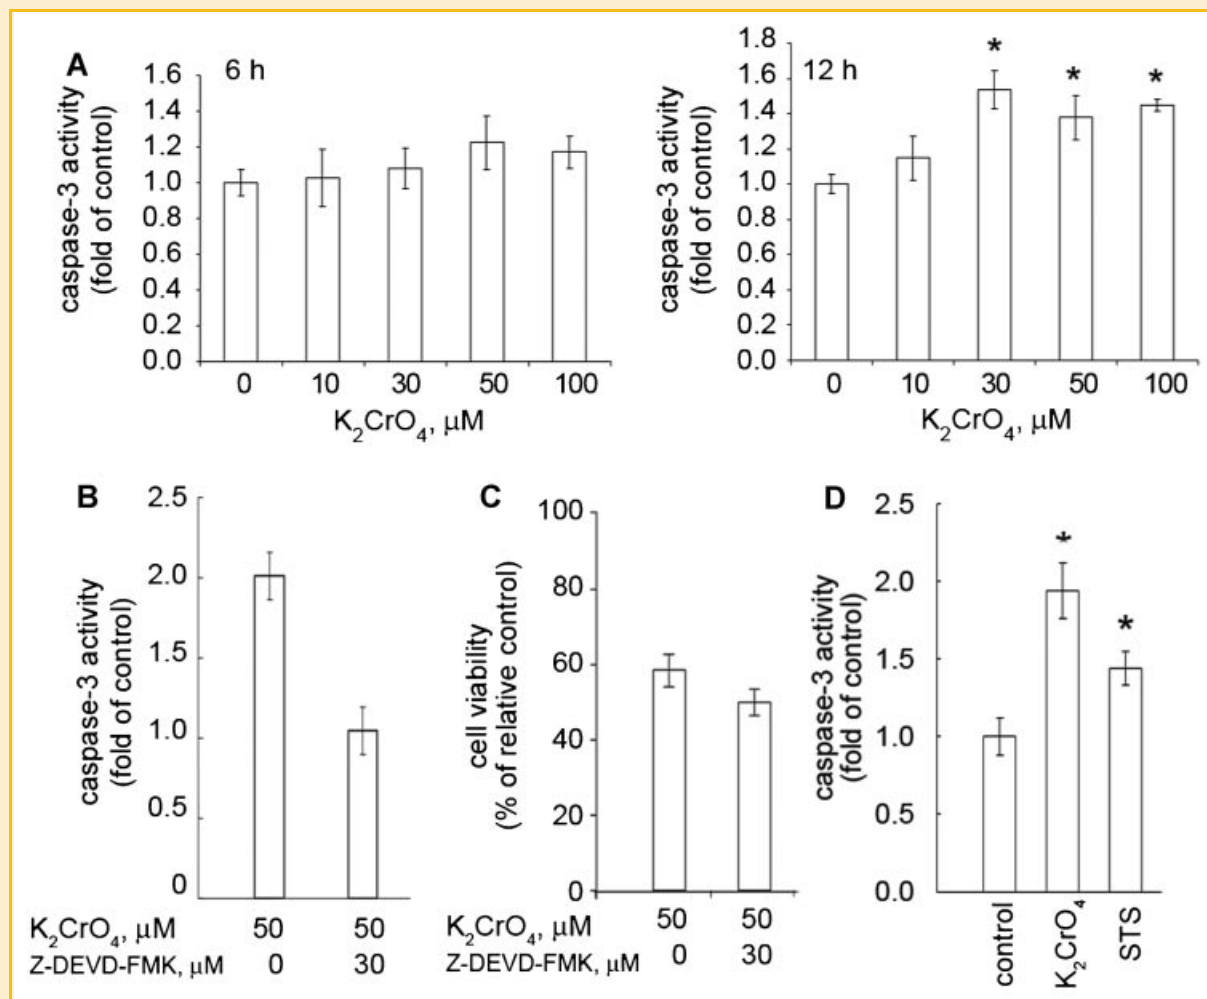 A
6 h
caspase-3 activity
(fold of control)
1.6
1.4
1.2
1.0
0.8
0.6
0.4
0.2
0.0
0 10 30 50 100
K₂CrO₄, μM
12 h
caspase-3 activity
(fold of control)
1.8
1.6
1.4
1.2
1.0
0.8
0.6
0.4
0.2
0.0
* * *
0 10 30 50 100
K₂CrO₄, μM
B
caspase-3 activity
(fold of control)
2.5
2.0
1.5
1.0
0.5
0
K₂CrO₄, μM 50 50
Z-DEVD-FMK, μM 0 30
C
cell viability
(% of relative control)
100
80
60
40
20
0
K₂CrO₄, μM 50 50
Z-DEVD-FMK, μM 0 30
D
caspase-3 activity
(fold of control)
2.5
2.0
1.5
1.0
0.5
0.0
* *
control
K₂CrO₄
STS